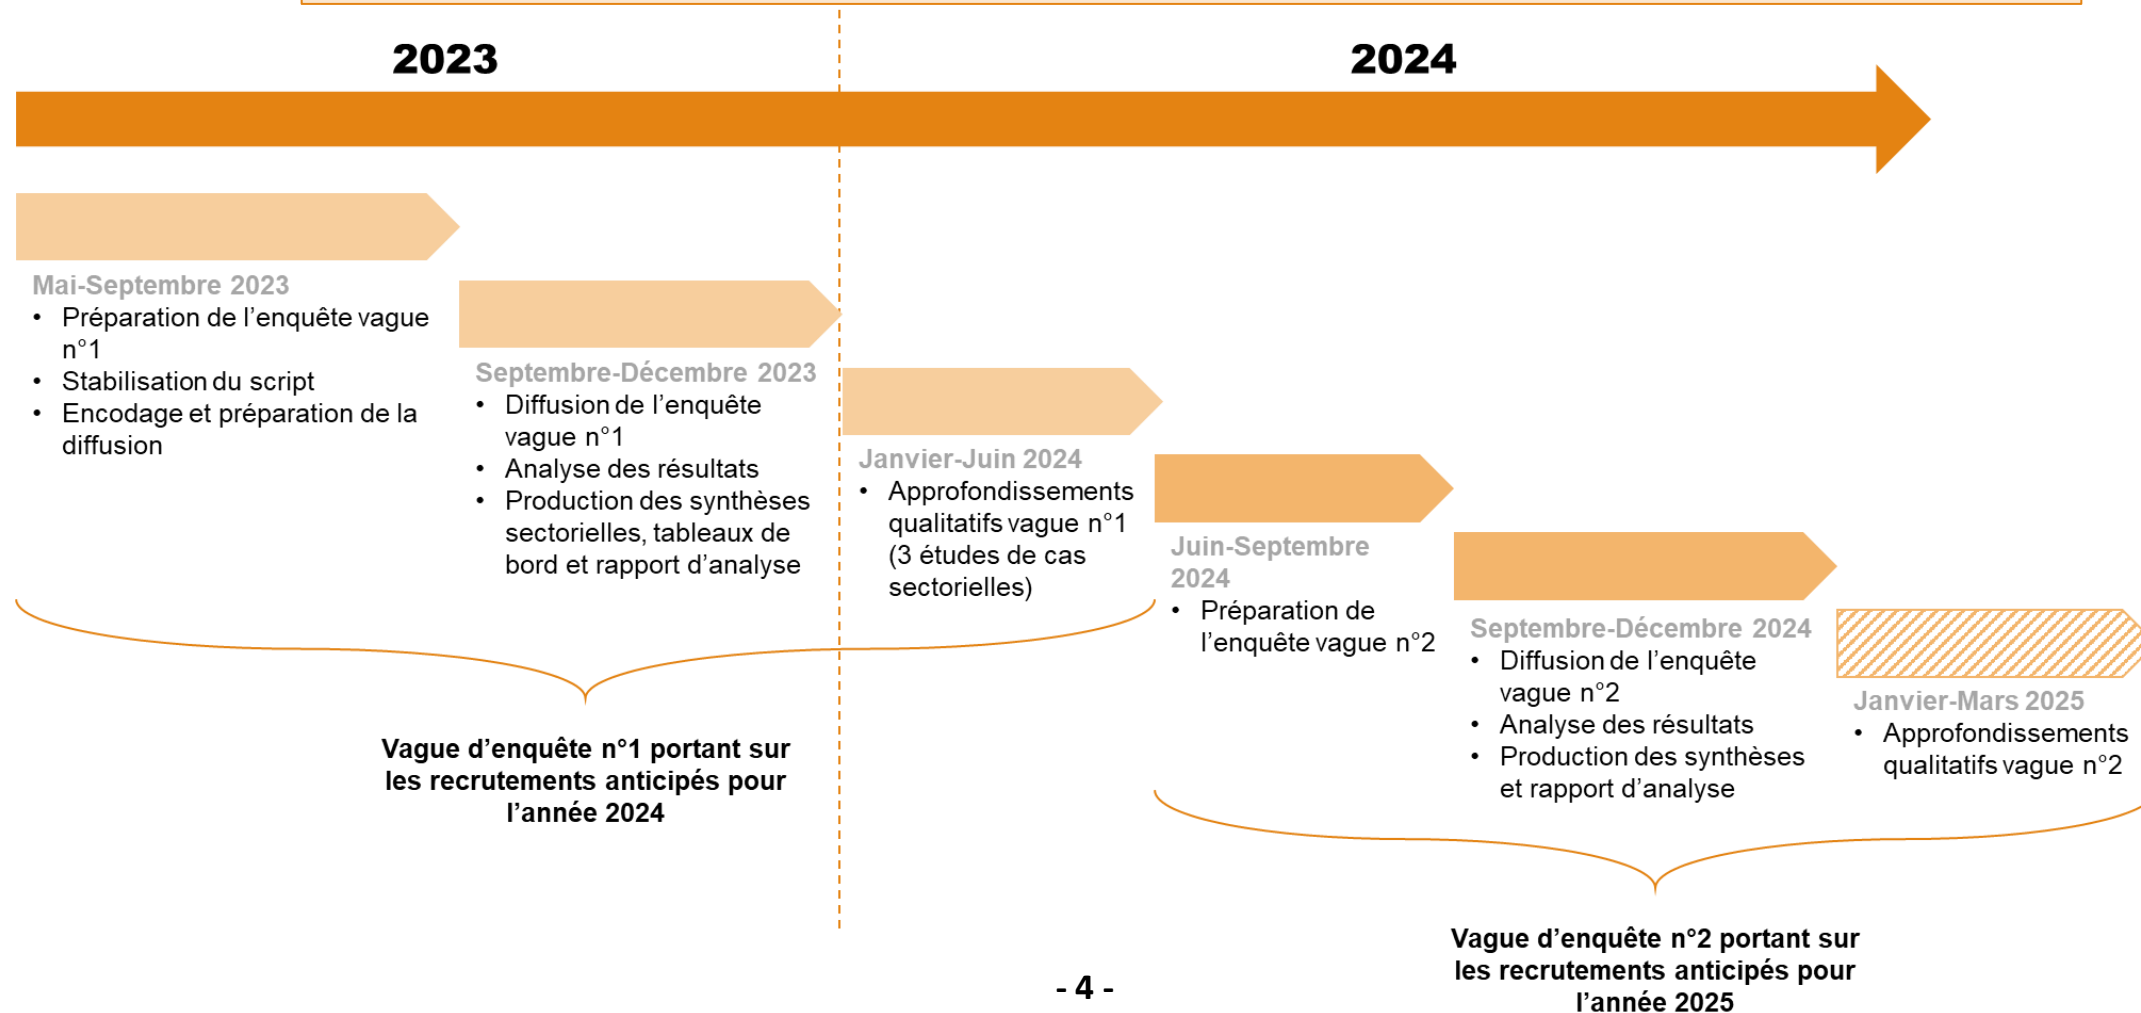 2023
2024
Mai-Septembre 2023
• Préparation de l’enquête vague
n°1
• Stabilisation du script
• Encodage et préparation de la
diffusion
Septembre-Décembre 2023
• Diffusion de l’enquête
vague n°1
• Analyse des résultats
• Production des synthèses
sectorielles, tableaux de
bord et rapport d’analyse
Janvier-Juin 2024
• Approfondissements
qualitatifs vague n°1
(3 études de cas
sectorielles)
Juin-Septembre
2024
• Préparation de
l’enquête vague n°2
Septembre-Décembre 2024
• Diffusion de l’enquête
vague n°2
• Analyse des résultats
• Production des synthèses
et rapport d’analyse
Janvier-Mars 2025
• Approfondissements
qualitatifs vague n°2
Vague d’enquête n°1 portant sur
les recrutements anticipés pour
l’année 2024
Vague d’enquête n°2 portant sur
les recrutements anticipés pour
l’année 2025
- 4 -